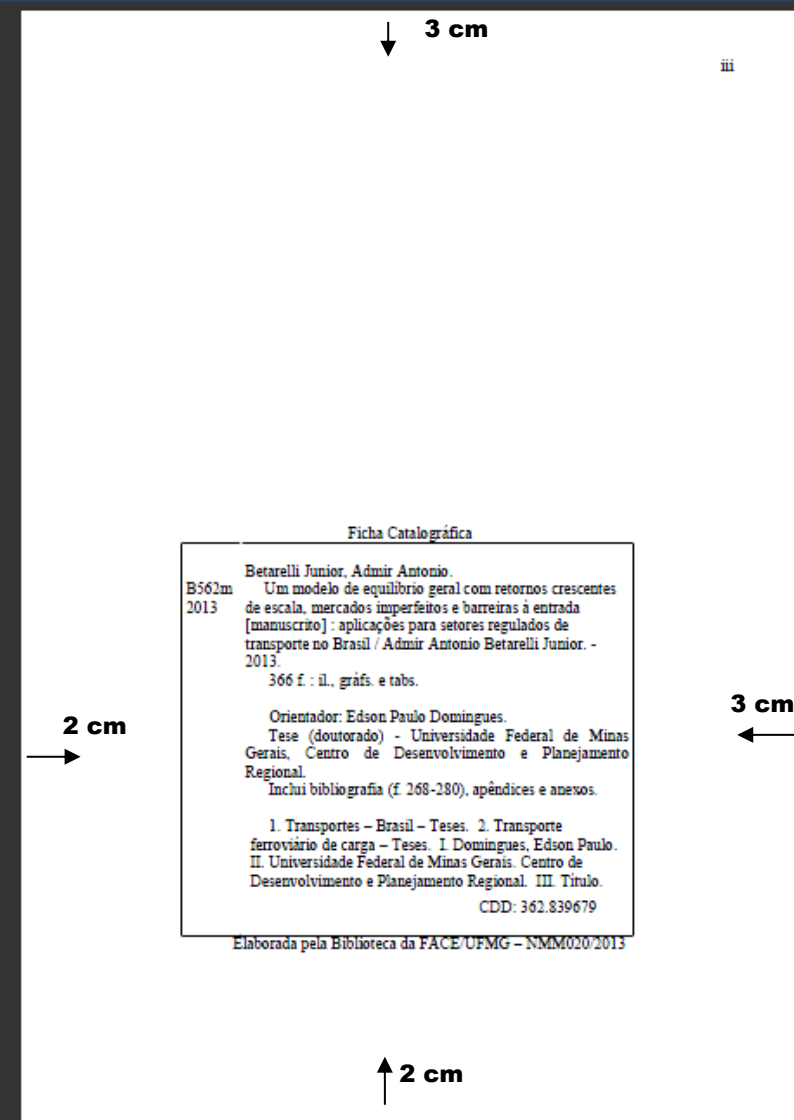 3 cm
iii
Ficha Catalográfica
Betarelli Junior, Admir Antonio.
B562m Um modelo de equilíbrio geral com retornos crescentes
2013 de escala, mercados imperfeitos e barreiras à entrada
[manuscrito] : aplicações para setores regulados de
transporte no Brasil / Admir Antonio Betarelli Junior. -
2013.
366 f. : il., gráfs. e tabs.
Orientador: Edson Paulo Domingues.
Tese (doutorado) - Universidade Federal de Minas
Gerais, Centro de Desenvolvimento e Planejamento
Regional.
Inclui bibliografia (f. 268-280), apêndices e anexos.
1. Transportes – Brasil – Teses. 2. Transporte
ferroviário de carga – Teses. I. Domingues, Edson Paulo.
II. Universidade Federal de Minas Gerais. Centro de
Desenvolvimento e Planejamento Regional. III. Título.
CDD: 362.839679
Elaborada pela Biblioteca da FACE/UFMG – NMM020/2013
2 cm
3 cm
2 cm